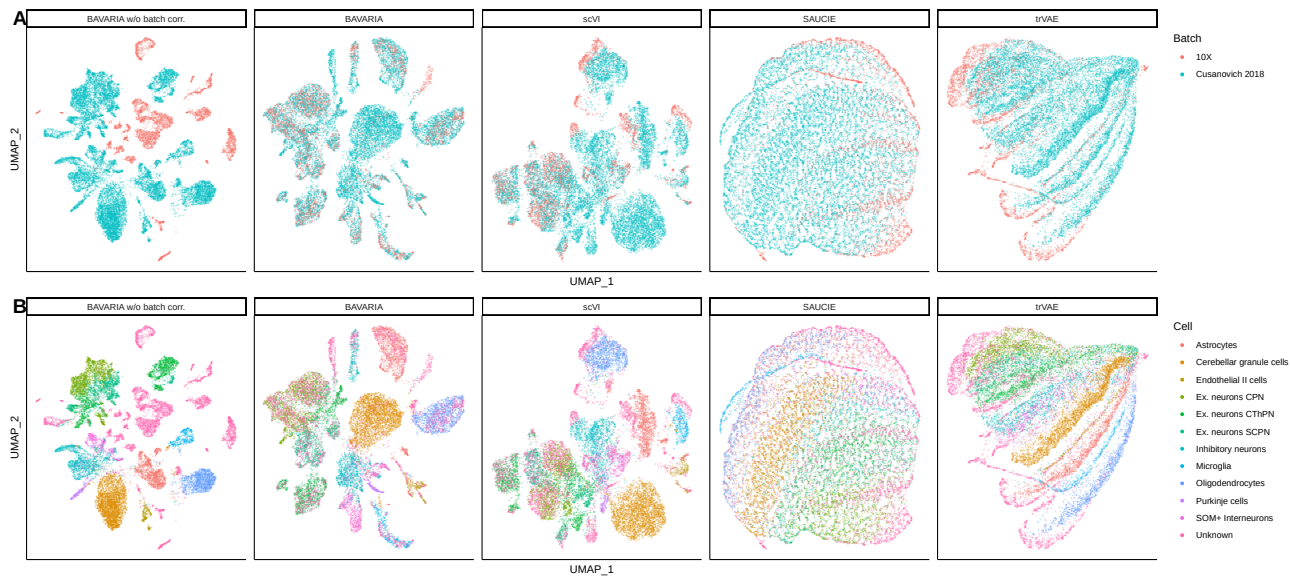 A
BAVARIA w/o batch corr.
BAVARIA
scVI
SAUCIE
trVAE
UMAP_2
UMAP_1
Batch
10X
Cusanovich 2018
B
BAVARIA w/o batch corr.
BAVARIA
scVI
SAUCIE
trVAE
UMAP_2
UMAP_1
Cell
Astrocytes
Cerebellar granule cells
Endothelial II cells
Ex. neurons CPN
Ex. neurons CThPN
Ex. neurons SCPN
Inhibitory neurons
Microglia
Oligodendrocytes
Purkinje cells
SOM+ Interneurons
Unknown